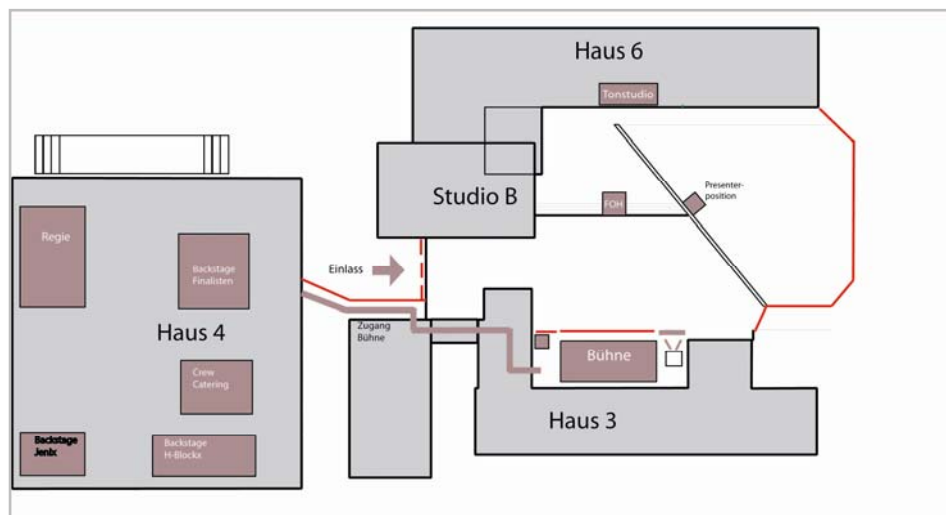 Haus 6
Tonstudio
Studio B
FOH
Presenter-
position
Regie
Backstage
Finalisten
Einlass
Haus 4
Zugang
Bühne
Bühne
Crew
Catering
Haus 3
Backstage
Jenix
Backstage
H-Blockx